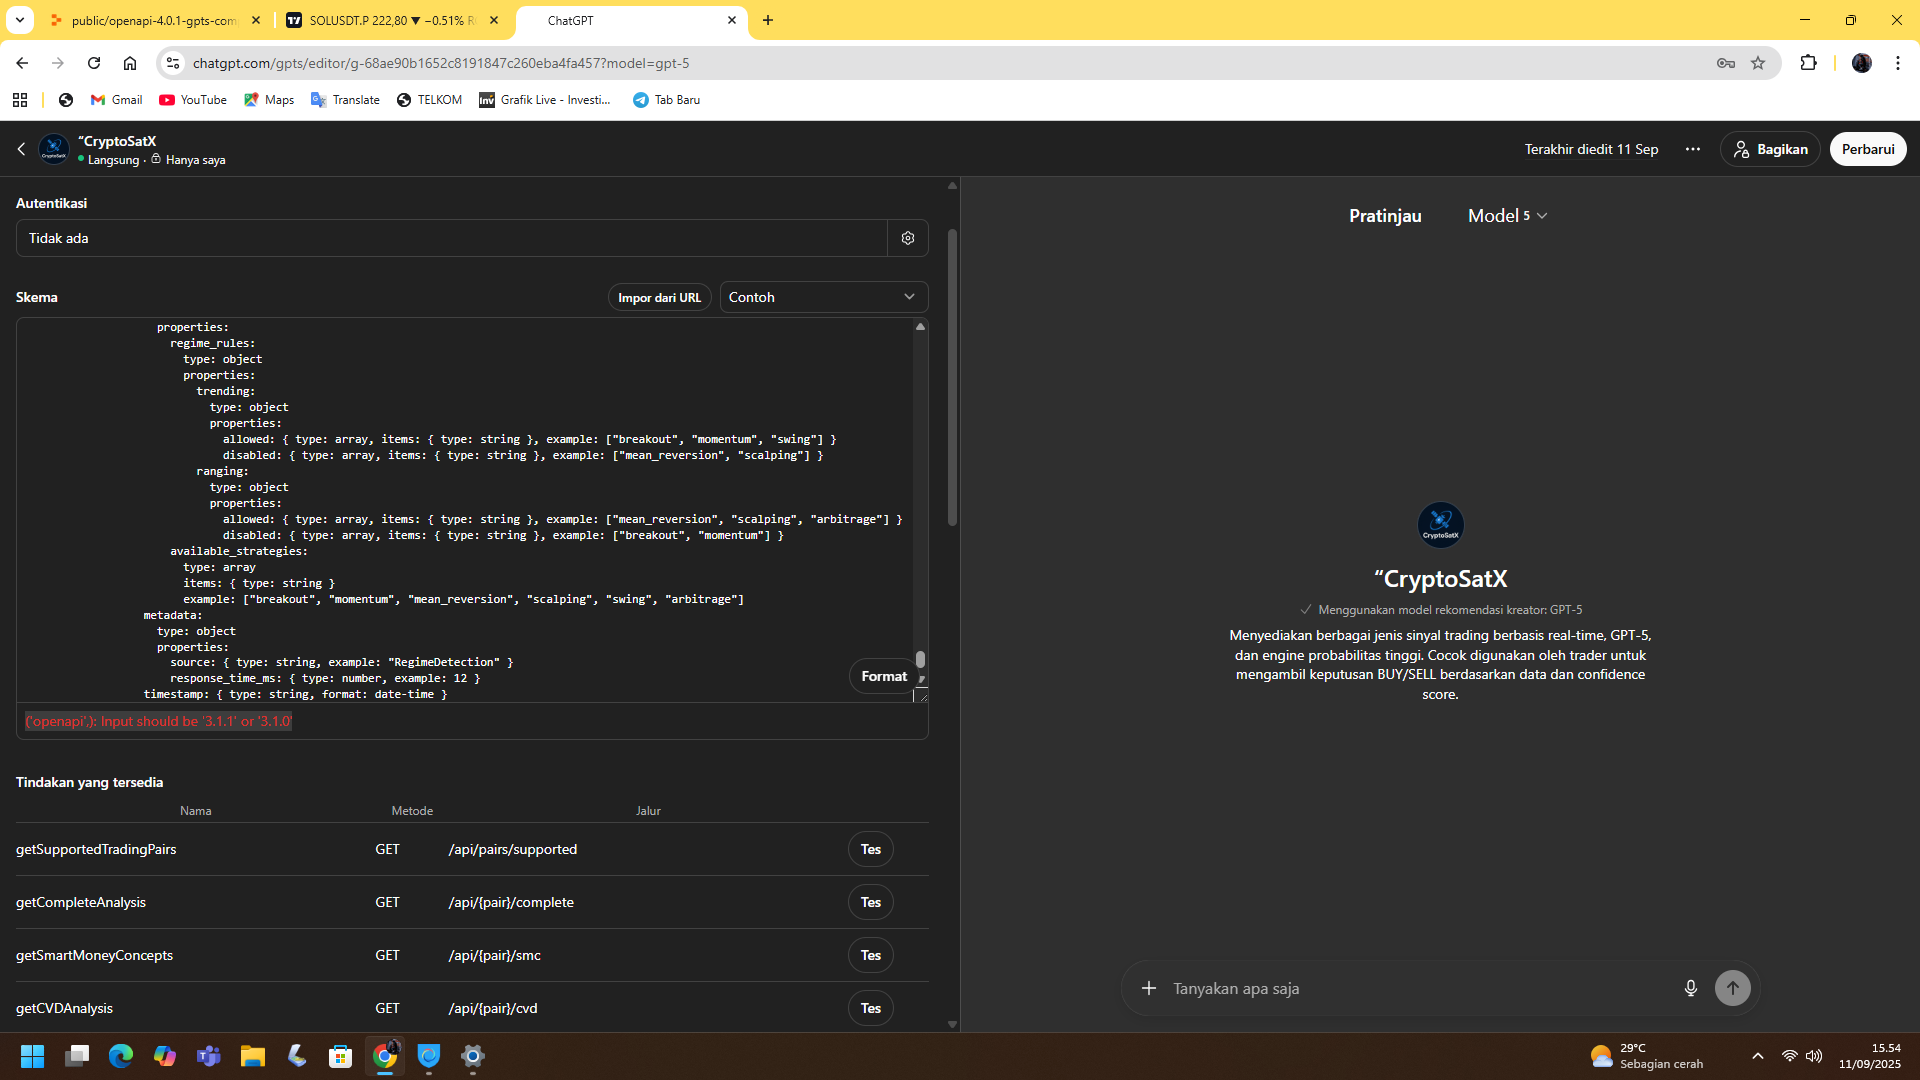 public/openapi-4.0.1-gpts-com
SOLUSDT.P 222,80 ▼ −0.51%
ChatGPT
chatgpt.com/gpts/editor/g-68ae90b1652c8191847c260eba4fa457?model=gpt-5
Gmail
YouTube
Maps
Translate
TELKOM
Grafik Live - Investi...
Tab Baru
“CryptoSatX
Langsung · Hanya saya
Terakhir diedit 11 Sep
Bagikan
Perbarui
Autentikasi
Tidak ada
Skema
Impor dari URL
Contoh
properties:
regime_rules:
type: object
properties:
trending:
type: object
properties:
allowed: { type: array, items: { type: string }, example: ["breakout", "momentum", "swing"] }
disabled: { type: array, items: { type: string }, example: ["mean_reversion", "scalping"] }
ranging:
type: object
properties:
allowed: { type: array, items: { type: string }, example: ["mean_reversion", "scalping", "arbitrage"] }
disabled: { type: array, items: { type: string }, example: ["breakout", "momentum"] }
available_strategies:
type: array
items: { type: string }
example: ["breakout", "momentum", "mean_reversion", "scalping", "swing", "arbitrage"]
metadata:
type: object
properties:
source: { type: string, example: "RegimeDetection" }
response_time_ms: { type: number, example: 12 }
timestamp: { type: string, format: date-time }
Format
('openapi',): Input should be '3.1.1' or '3.1.0'
Tindakan yang tersedia
Nama Metode Jalur
getSupportedTradingPairs GET /api/pairs/supported Tes
getCompleteAnalysis GET /api/{pair}/complete Tes
getSmartMoneyConcepts GET /api/{pair}/smc Tes
getCVDAnalysis GET /api/{pair}/cvd Tes
Pratinjau
Model 5
CryptoSatX
“CryptoSatX
Menggunakan model rekomendasi kreator: GPT-5
Menyediakan berbagai jenis sinyal trading berbasis real-time, GPT-5,
dan engine probabilitas tinggi. Cocok digunakan oleh trader untuk
mengambil keputusan BUY/SELL berdasarkan data dan confidence
score.
Tanyakan apa saja
29°C
Sebagian cerah
15.54
11/09/2025